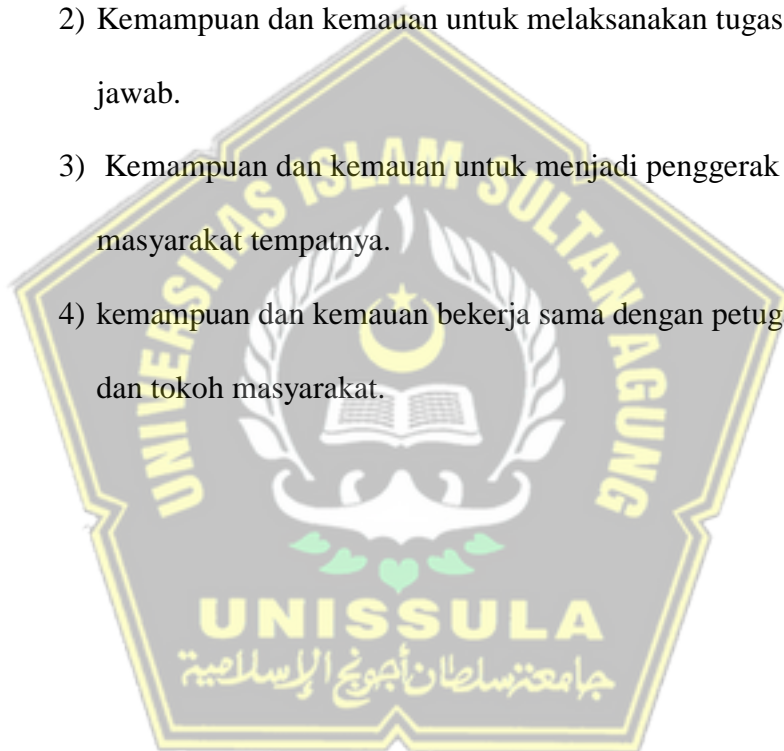 2) Kemampuan dan kemauan untuk melaksanakan tugas
jawab.
3) Kemampuan dan kemauan untuk menjadi penggerak
masyarakat tempatnya.
4) kemampuan dan kemauan bekerja sama dengan petug
dan tokoh masyarakat.
UNIVERSITAS ISLAM SULTAN AGUNG
UNISSULA
جامعة سلطان أجونج الإسلامية